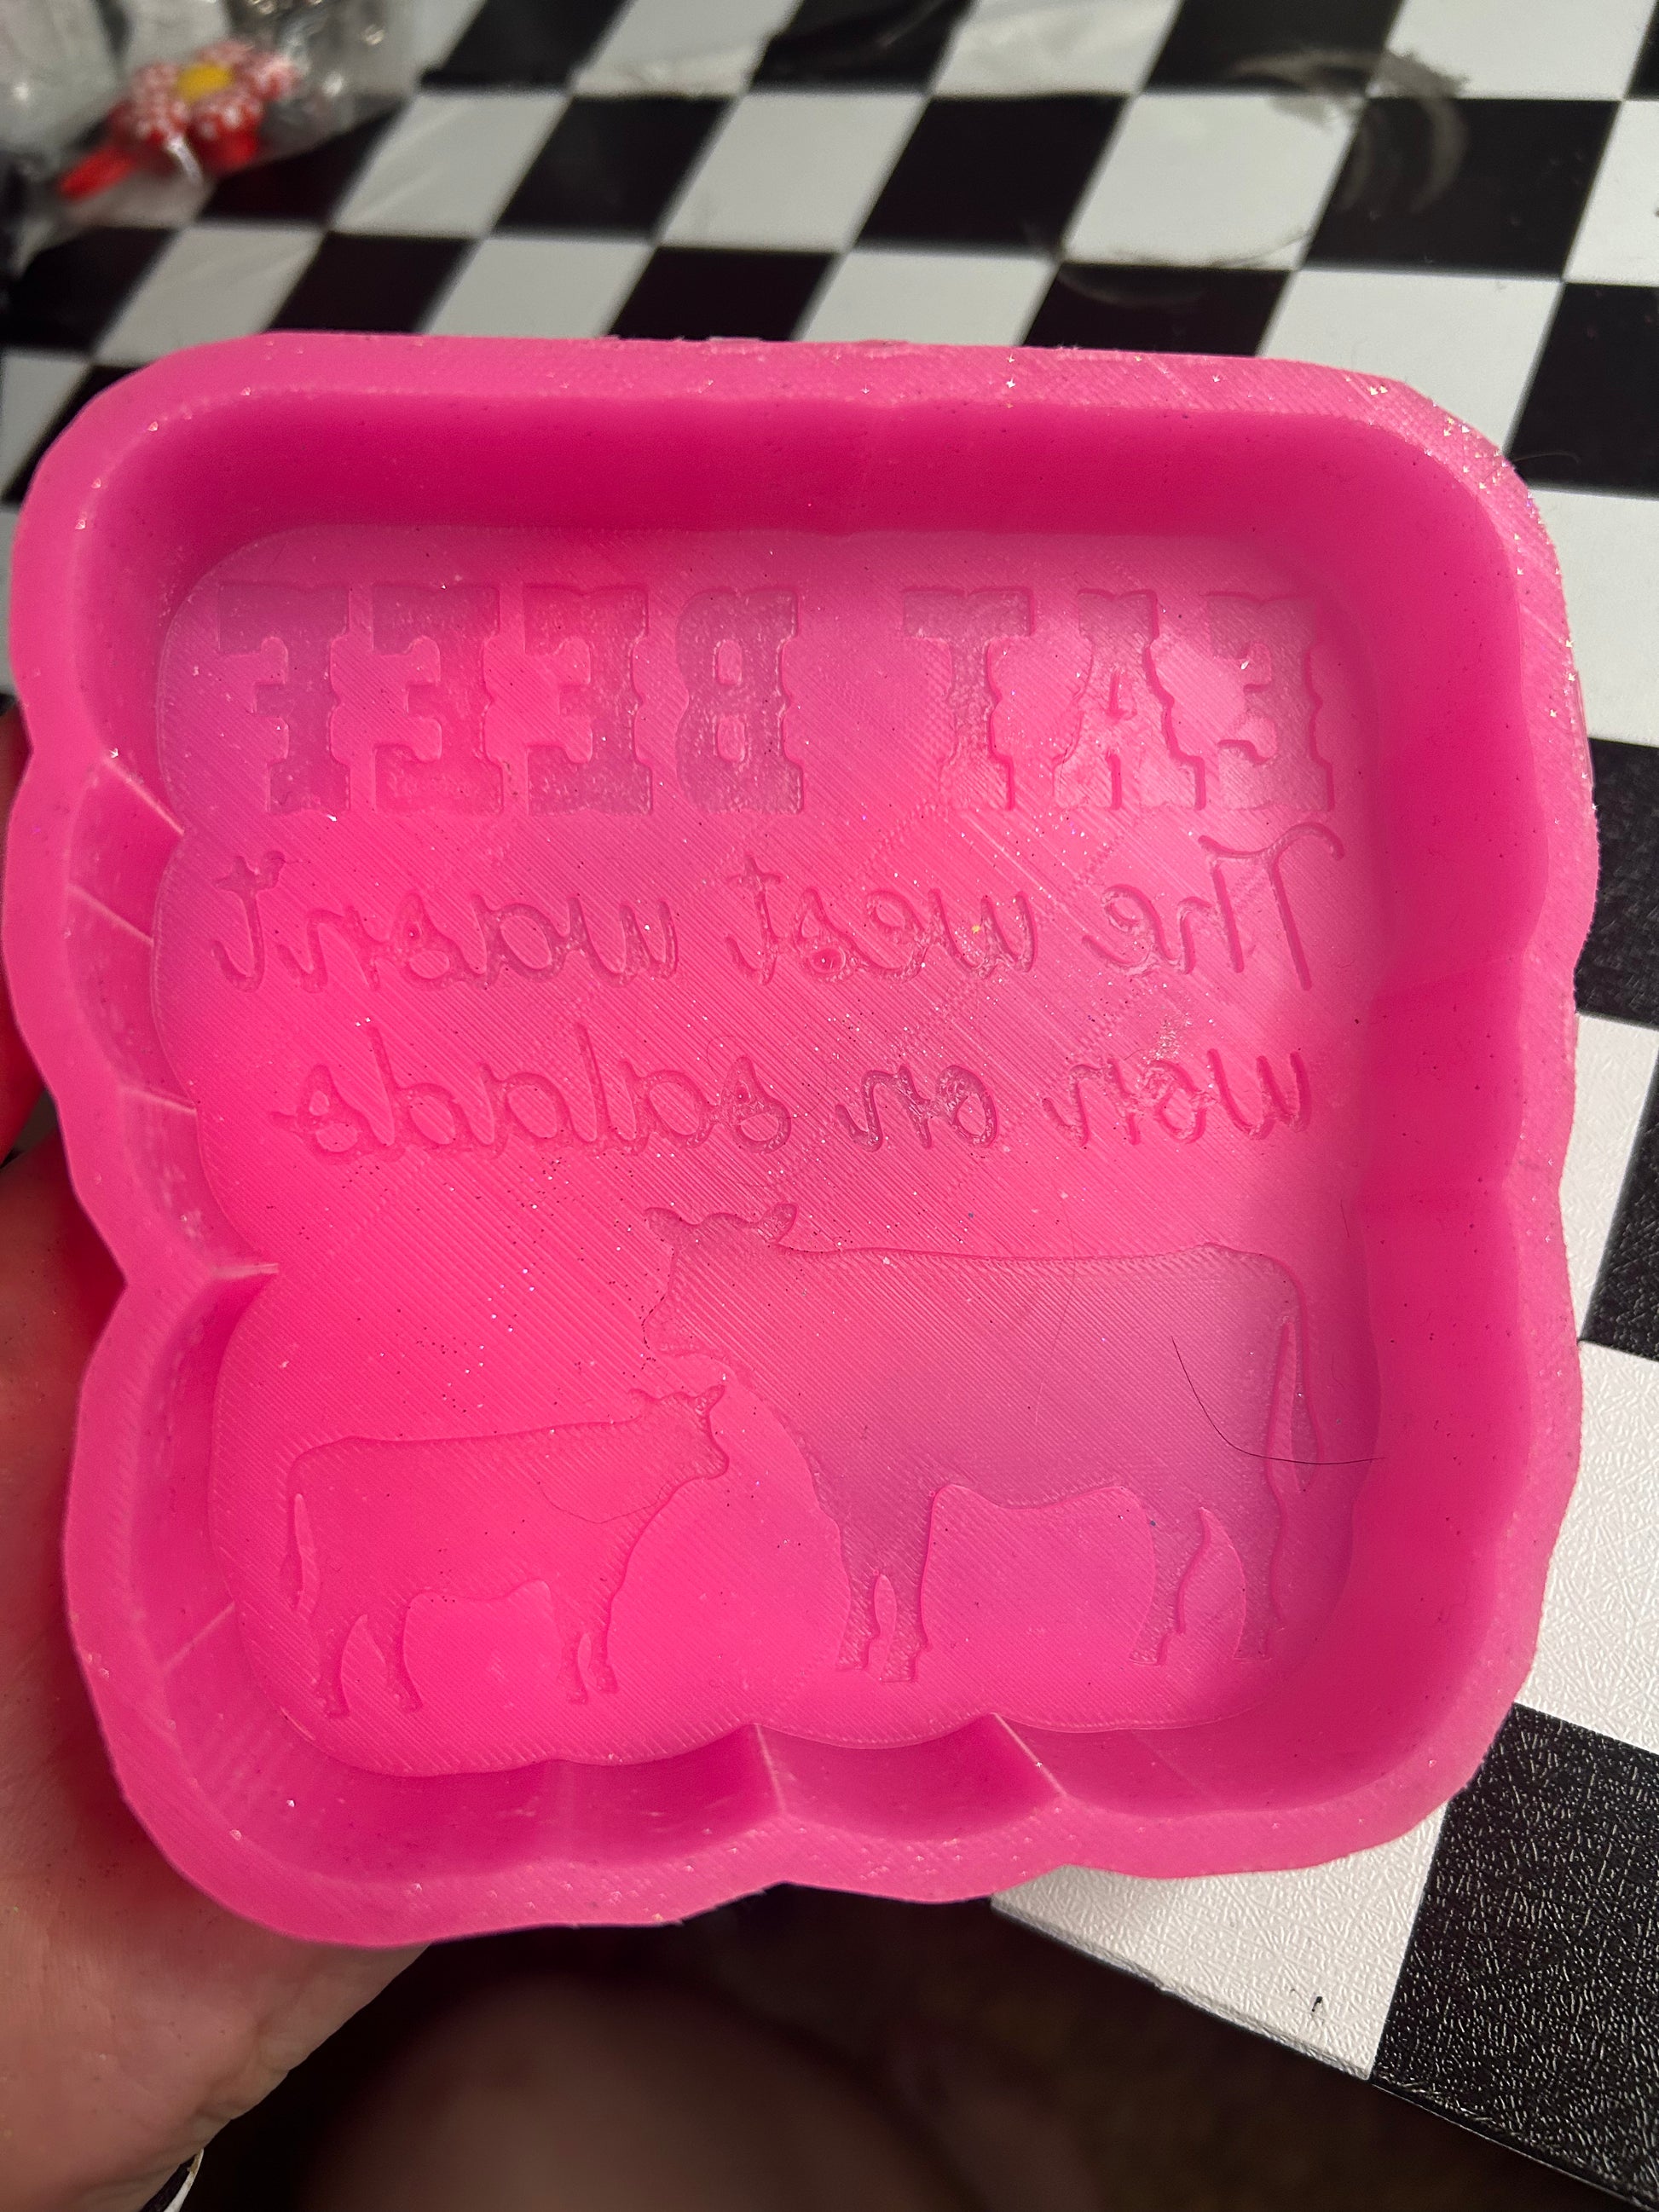 EAT BEEF
The west wasn't
won on salads